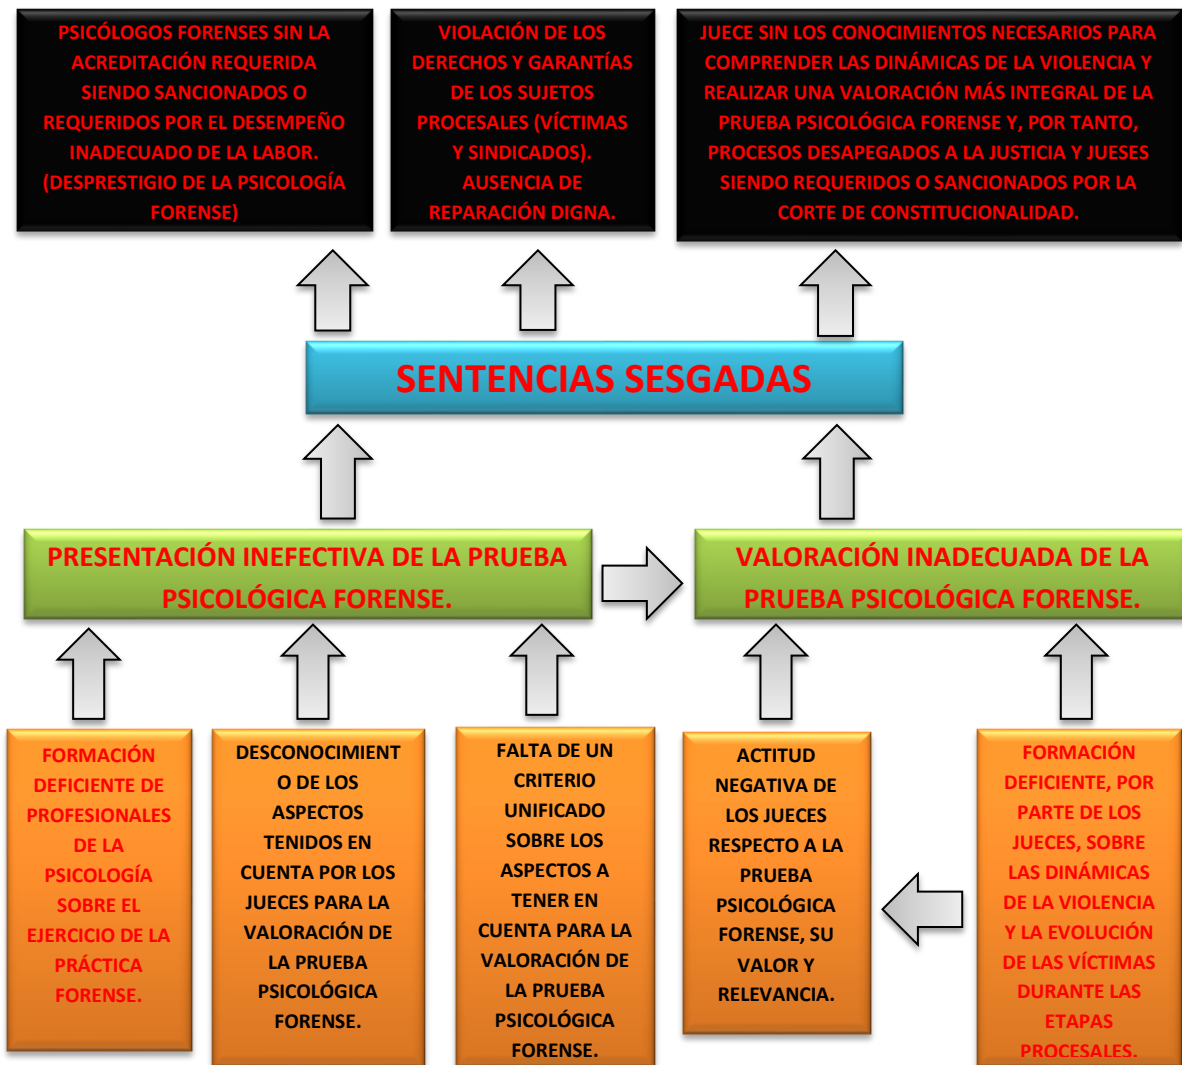 PSICÓLOGOS FORENSES SIN LA
ACREDITACIÓN REQUERIDA
SIENDO SANCIONADOS O
REQUERIDOS POR EL DESEMPEÑO
INADECUADO DE LA LABOR.
(DESPRESTIGIO DE LA PSICOLOGÍA
FORENSE)
VIOLACIÓN DE LOS
DERECHOS Y GARANTÍAS
DE LOS SUJETOS
PROCESALES (VÍCTIMAS
Y SINDICADOS).
AUSENCIA DE
REPARACIÓN DIGNA.
JUECE SIN LOS CONOCIMIENTOS NECESARIOS PARA
COMPRENDER LAS DINÁMICAS DE LA VIOLENCIA Y
REALIZAR UNA VALORACIÓN MÁS INTEGRAL DE LA
PRUEBA PSICOLÓGICA FORENSE Y, POR TANTO,
PROCESOS DESAPEGADOS A LA JUSTICIA Y JUESES
SIENDO REQUERIDOS O SANCIONADOS POR LA
CORTE DE CONSTITUCIONALIDAD.
SENTENCIAS SESGADAS
PRESENTACIÓN INEFECTIVA DE LA PRUEBA
PSICOLÓGICA FORENSE.
VALORACIÓN INADECUADA DE LA
PRUEBA PSICOLÓGICA FORENSE.
FORMACIÓN
DEFICIENTE DE
PROFESIONALES
DE LA
PSICOLOGÍA
SOBRE EL
EJERCICIO DE LA
PRÁCTICA
FORENSE.
DESCONOCIMIENT
O DE LOS
ASPECTOS
TENIDOS EN
CUENTA POR LOS
JUECES PARA LA
VALORACIÓN DE
LA PRUEBA
PSICOLÓGICA
FORENSE.
FALTA DE UN
CRITERIO
UNIFICADO
SOBRE LOS
ASPECTOS A
TENER EN
CUENTA PARA LA
VALORACIÓN DE
LA PRUEBA
PSICOLÓGICA
FORENSE.
ACTITUD
NEGATIVA DE
LOS JUECES
RESPECTO A LA
PRUEBA
PSICOLÓGICA
FORENSE, SU
VALOR Y
RELEVANCIA.
FORMACIÓN
DEFICIENTE, POR
PARTE DE LOS
JUECES, SOBRE
LAS DINÁMICAS
DE LA VIOLENCIA
Y LA EVOLUCIÓN
DE LAS VÍCTIMAS
DURANTE LAS
ETAPAS
PROCESALES.